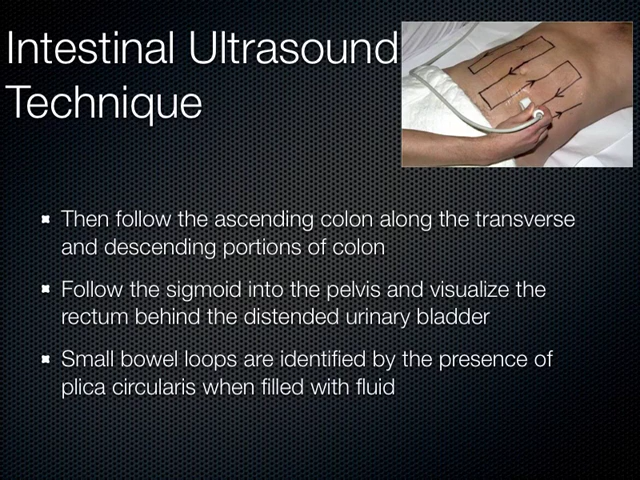 Intestinal Ultrasound
Technique
Then follow the ascending colon along the transverse
and descending portions of colon
Follow the sigmoid into the pelvis and visualize the
rectum behind the distended urinary bladder
Small bowel loops are identified by the presence of
plica circularis when filled with fluid